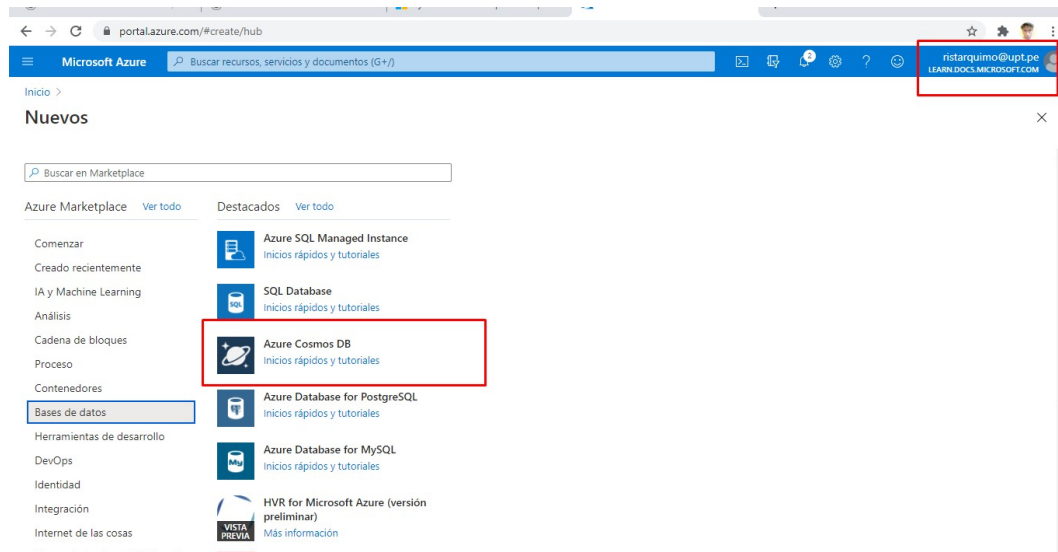 portal.azure.com/#create/hub
Microsoft Azure
Buscar recursos, servicios y documentos (G+/)
2
ristarquimo@upt.pe
LEARN.DOCS.MICROSOFT.COM
Inicio >
Nuevos
Buscar en Marketplace
Azure Marketplace Ver todo
Destacados Ver todo
Comenzar
Creado recientemente
IA y Machine Learning
Análisis
Cadena de bloques
Proceso
Contenedores
Bases de datos
Herramientas de desarrollo
DevOps
Identidad
Integración
Internet de las cosas
Azure SQL Managed Instance
Inicios rápidos y tutoriales
SQL
SQL Database
Inicios rápidos y tutoriales
Azure Cosmos DB
Inicios rápidos y tutoriales
Azure Database for PostgreSQL
Inicios rápidos y tutoriales
My
Azure Database for MySQL
Inicios rápidos y tutoriales
VISTA
PREVIA
HVR for Microsoft Azure (versión
preliminar)
Más información